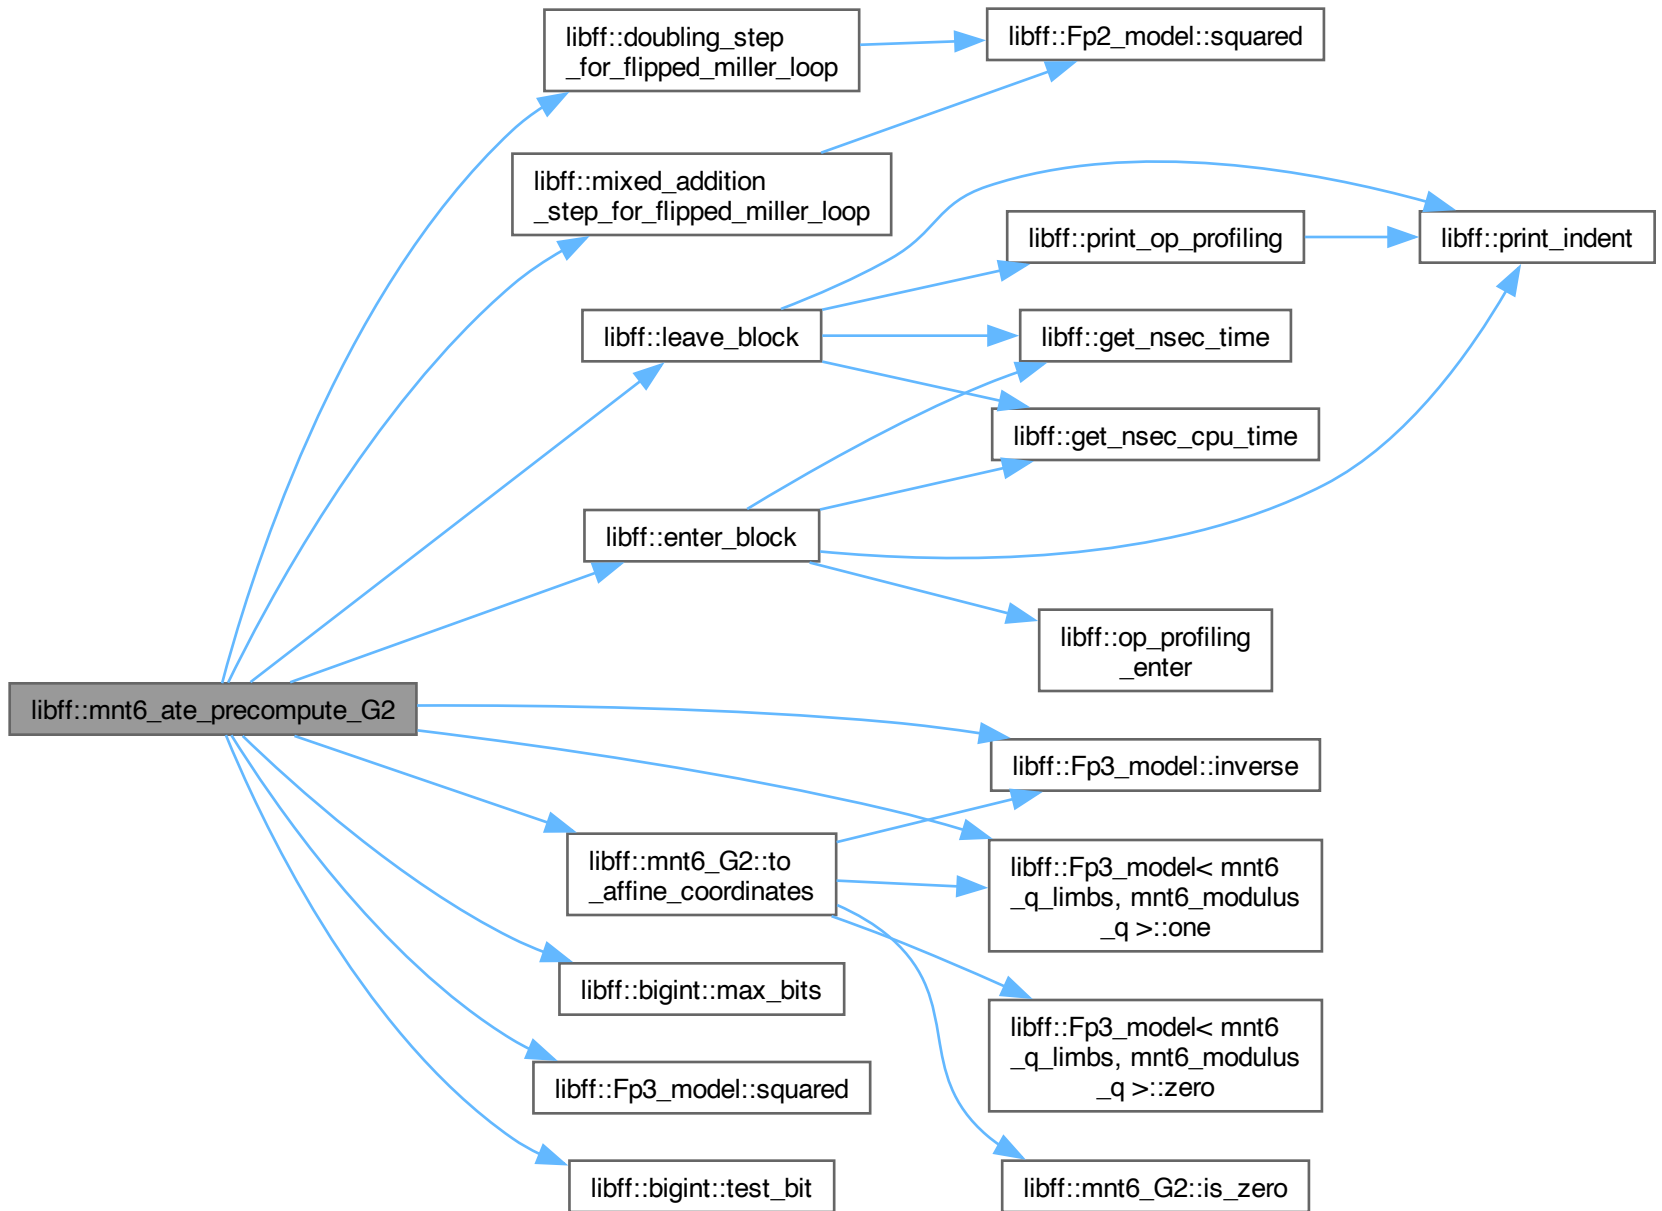 libff::doubling_step
_for_flipped_miller_loop
libff::Fp2_model::squared
libff::mixed_addition
_step_for_flipped_miller_loop
libff::print_op_profiling
libff::print_indent
libff::leave_block
libff::get_nsec_time
libff::get_nsec_cpu_time
libff::enter_block
libff::op_profiling
_enter
libff::mnt6_ate_precompute_G2
libff::Fp3_model::inverse
libff::mnt6_G2::to
_affine_coordinates
libff::Fp3_model< mnt6
_q_limbs, mnt6_modulus
_q >::one
libff::bigint::max_bits
libff::Fp3_model< mnt6
_q_limbs, mnt6_modulus
_q >::zero
libff::Fp3_model::squared
libff::bigint::test_bit
libff::mnt6_G2::is_zero